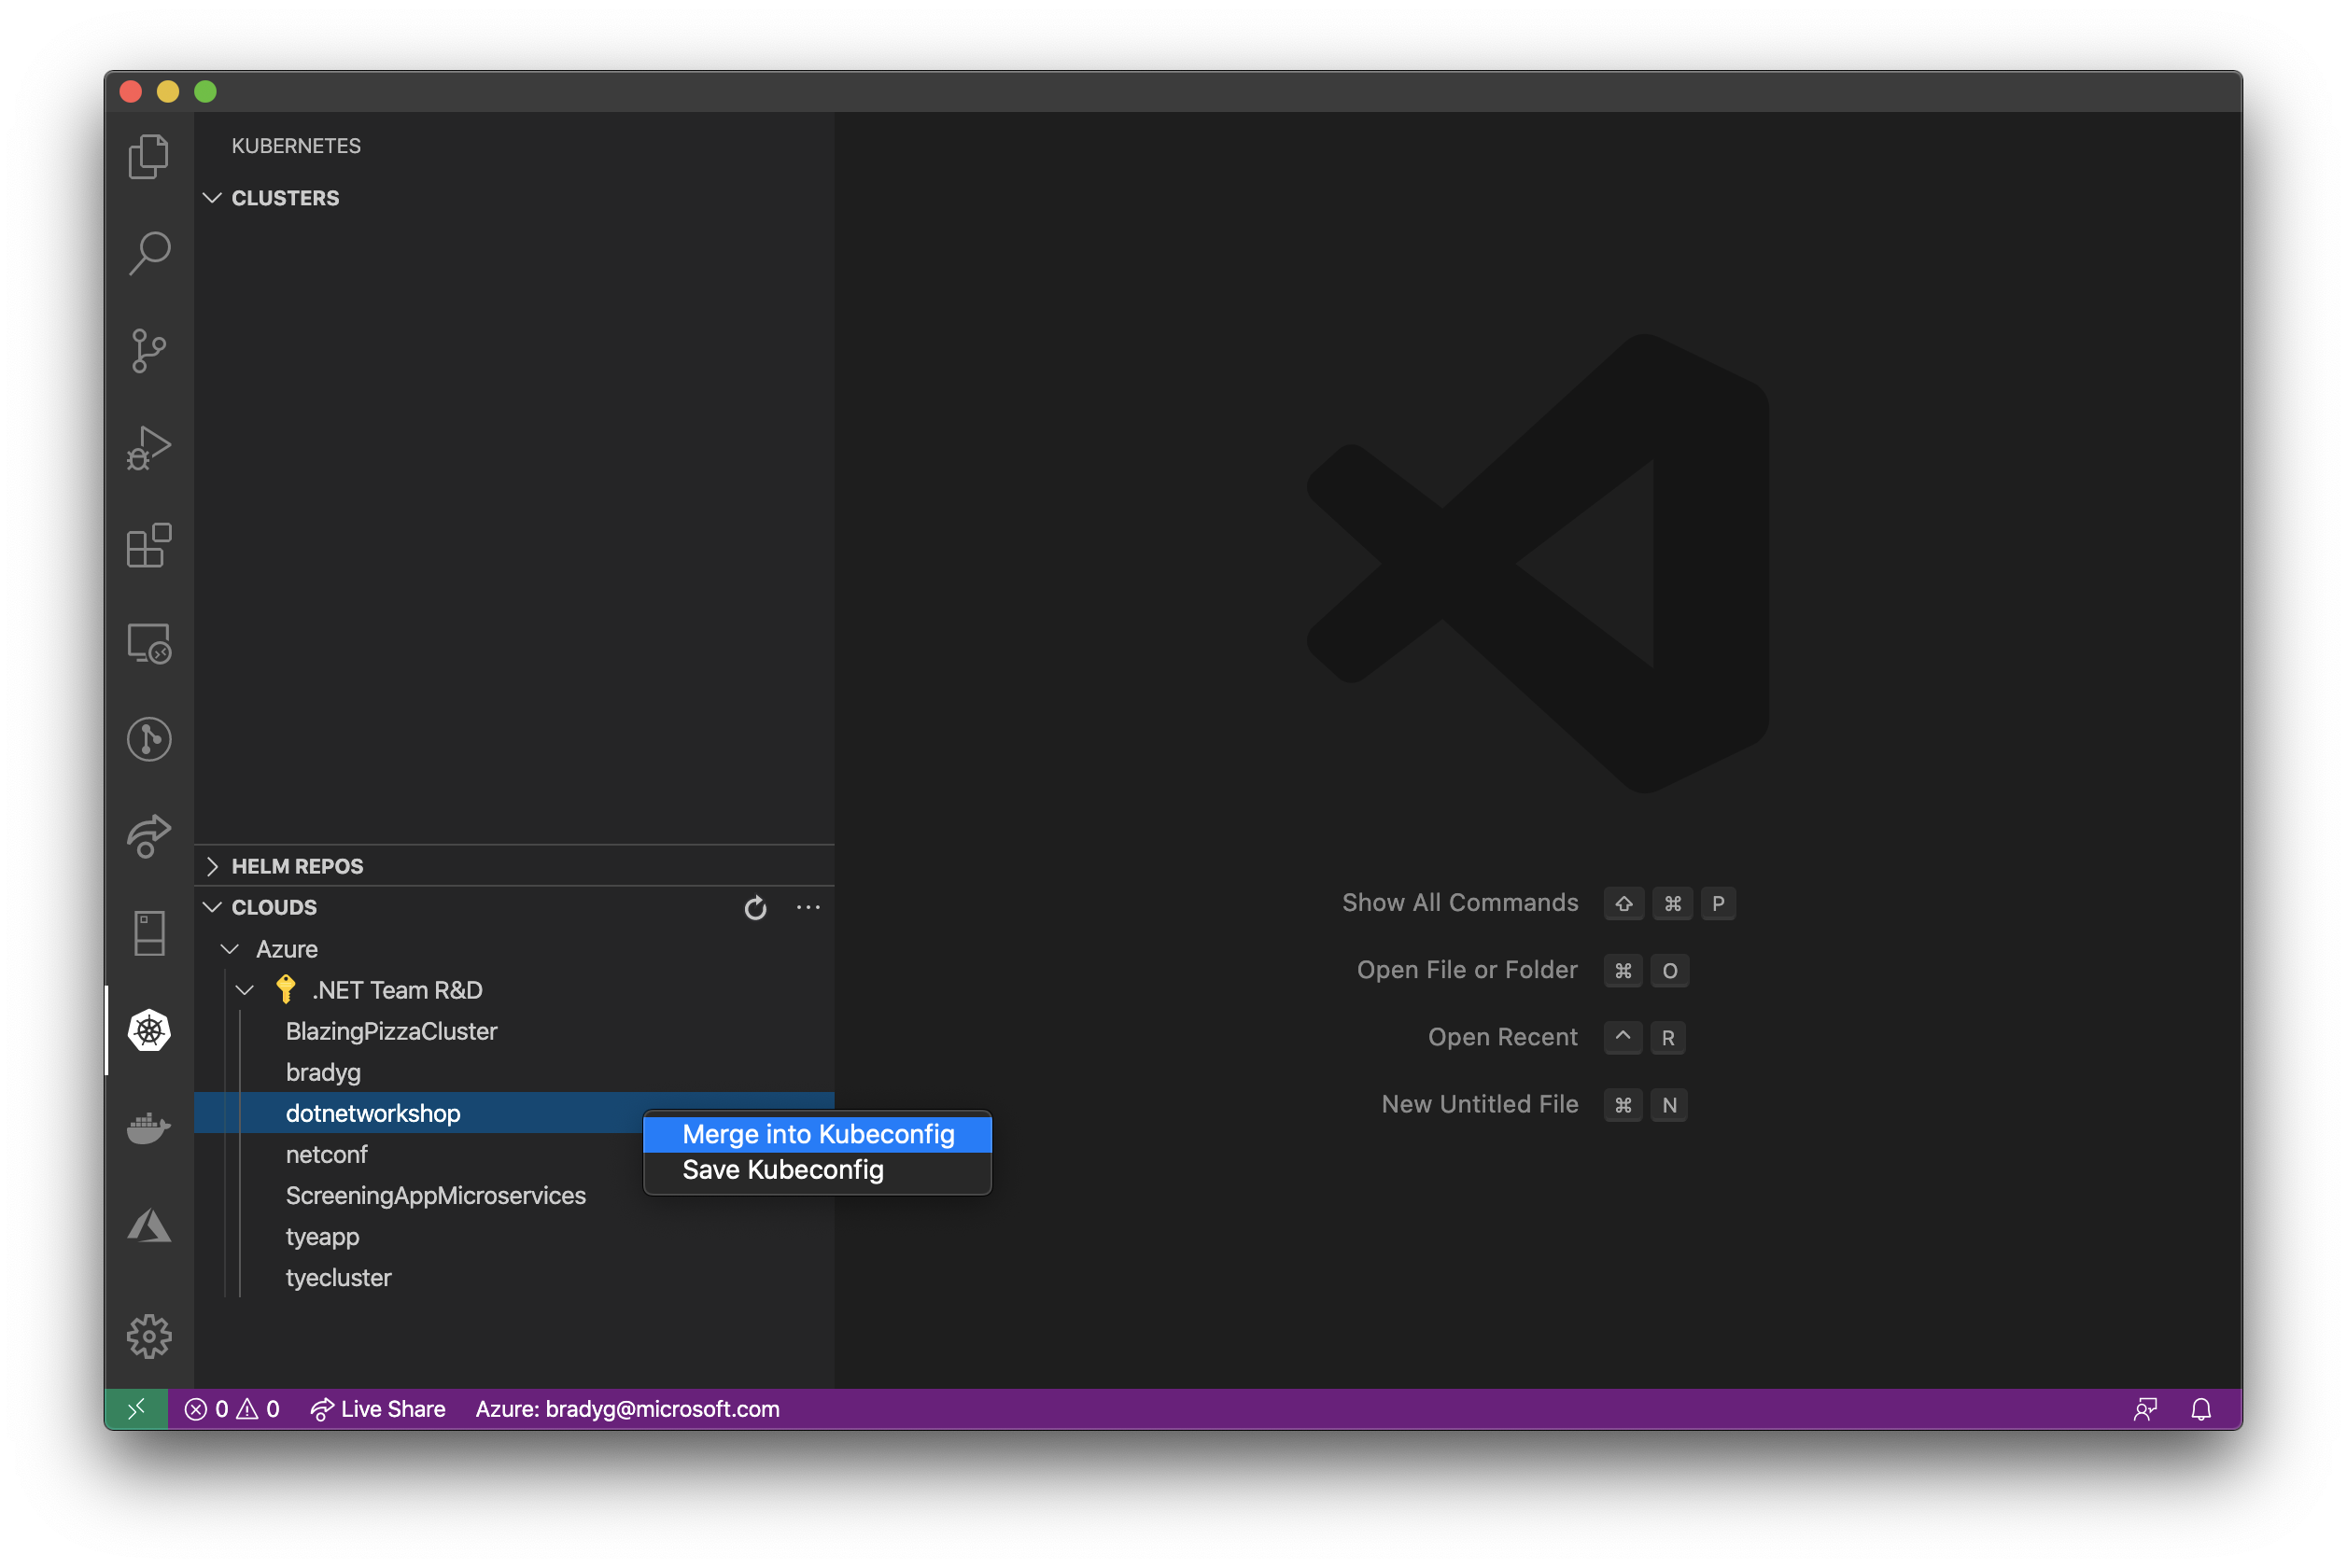 KUBERNETES
CLUSTERS
HELM REPOS
CLOUDS
Azure
.NET Team R&D
BlazingPizzaCluster
bradyg
dotnetworkshop
netconf
ScreeningAppMicroservices
tyeapp
tyecluster
Merge into Kubeconfig
Save Kubeconfig
Show All Commands ⇧ ⌘ P
Open File or Folder ⌘ O
Open Recent ^ R
New Untitled File ⌘ N
0 0 Live Share Azure: bradyg@microsoft.com